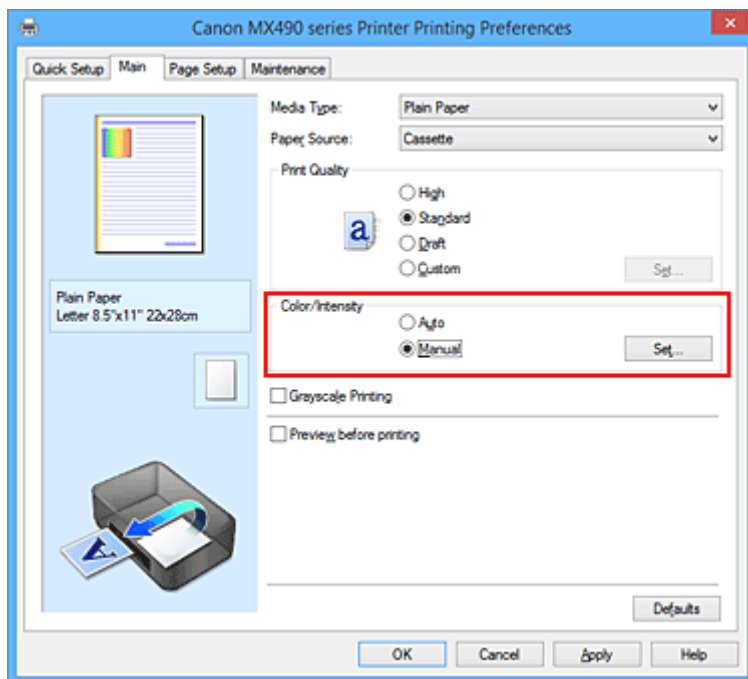 Canon MX490 series Printer Printing Preferences
Quick Setup Main Page Setup Maintenance
Media Type: Plain Paper
Paper Source: Cassette
Print Quality
High
Standard
Draft
Custom Set...
Plain Paper
Letter 8.5"x11" 22x28cm
Color/Intensity
Auto
Manual Set...
Grayscale Printing
Preview before printing
Defaults
OK Cancel Apply Help
a
A